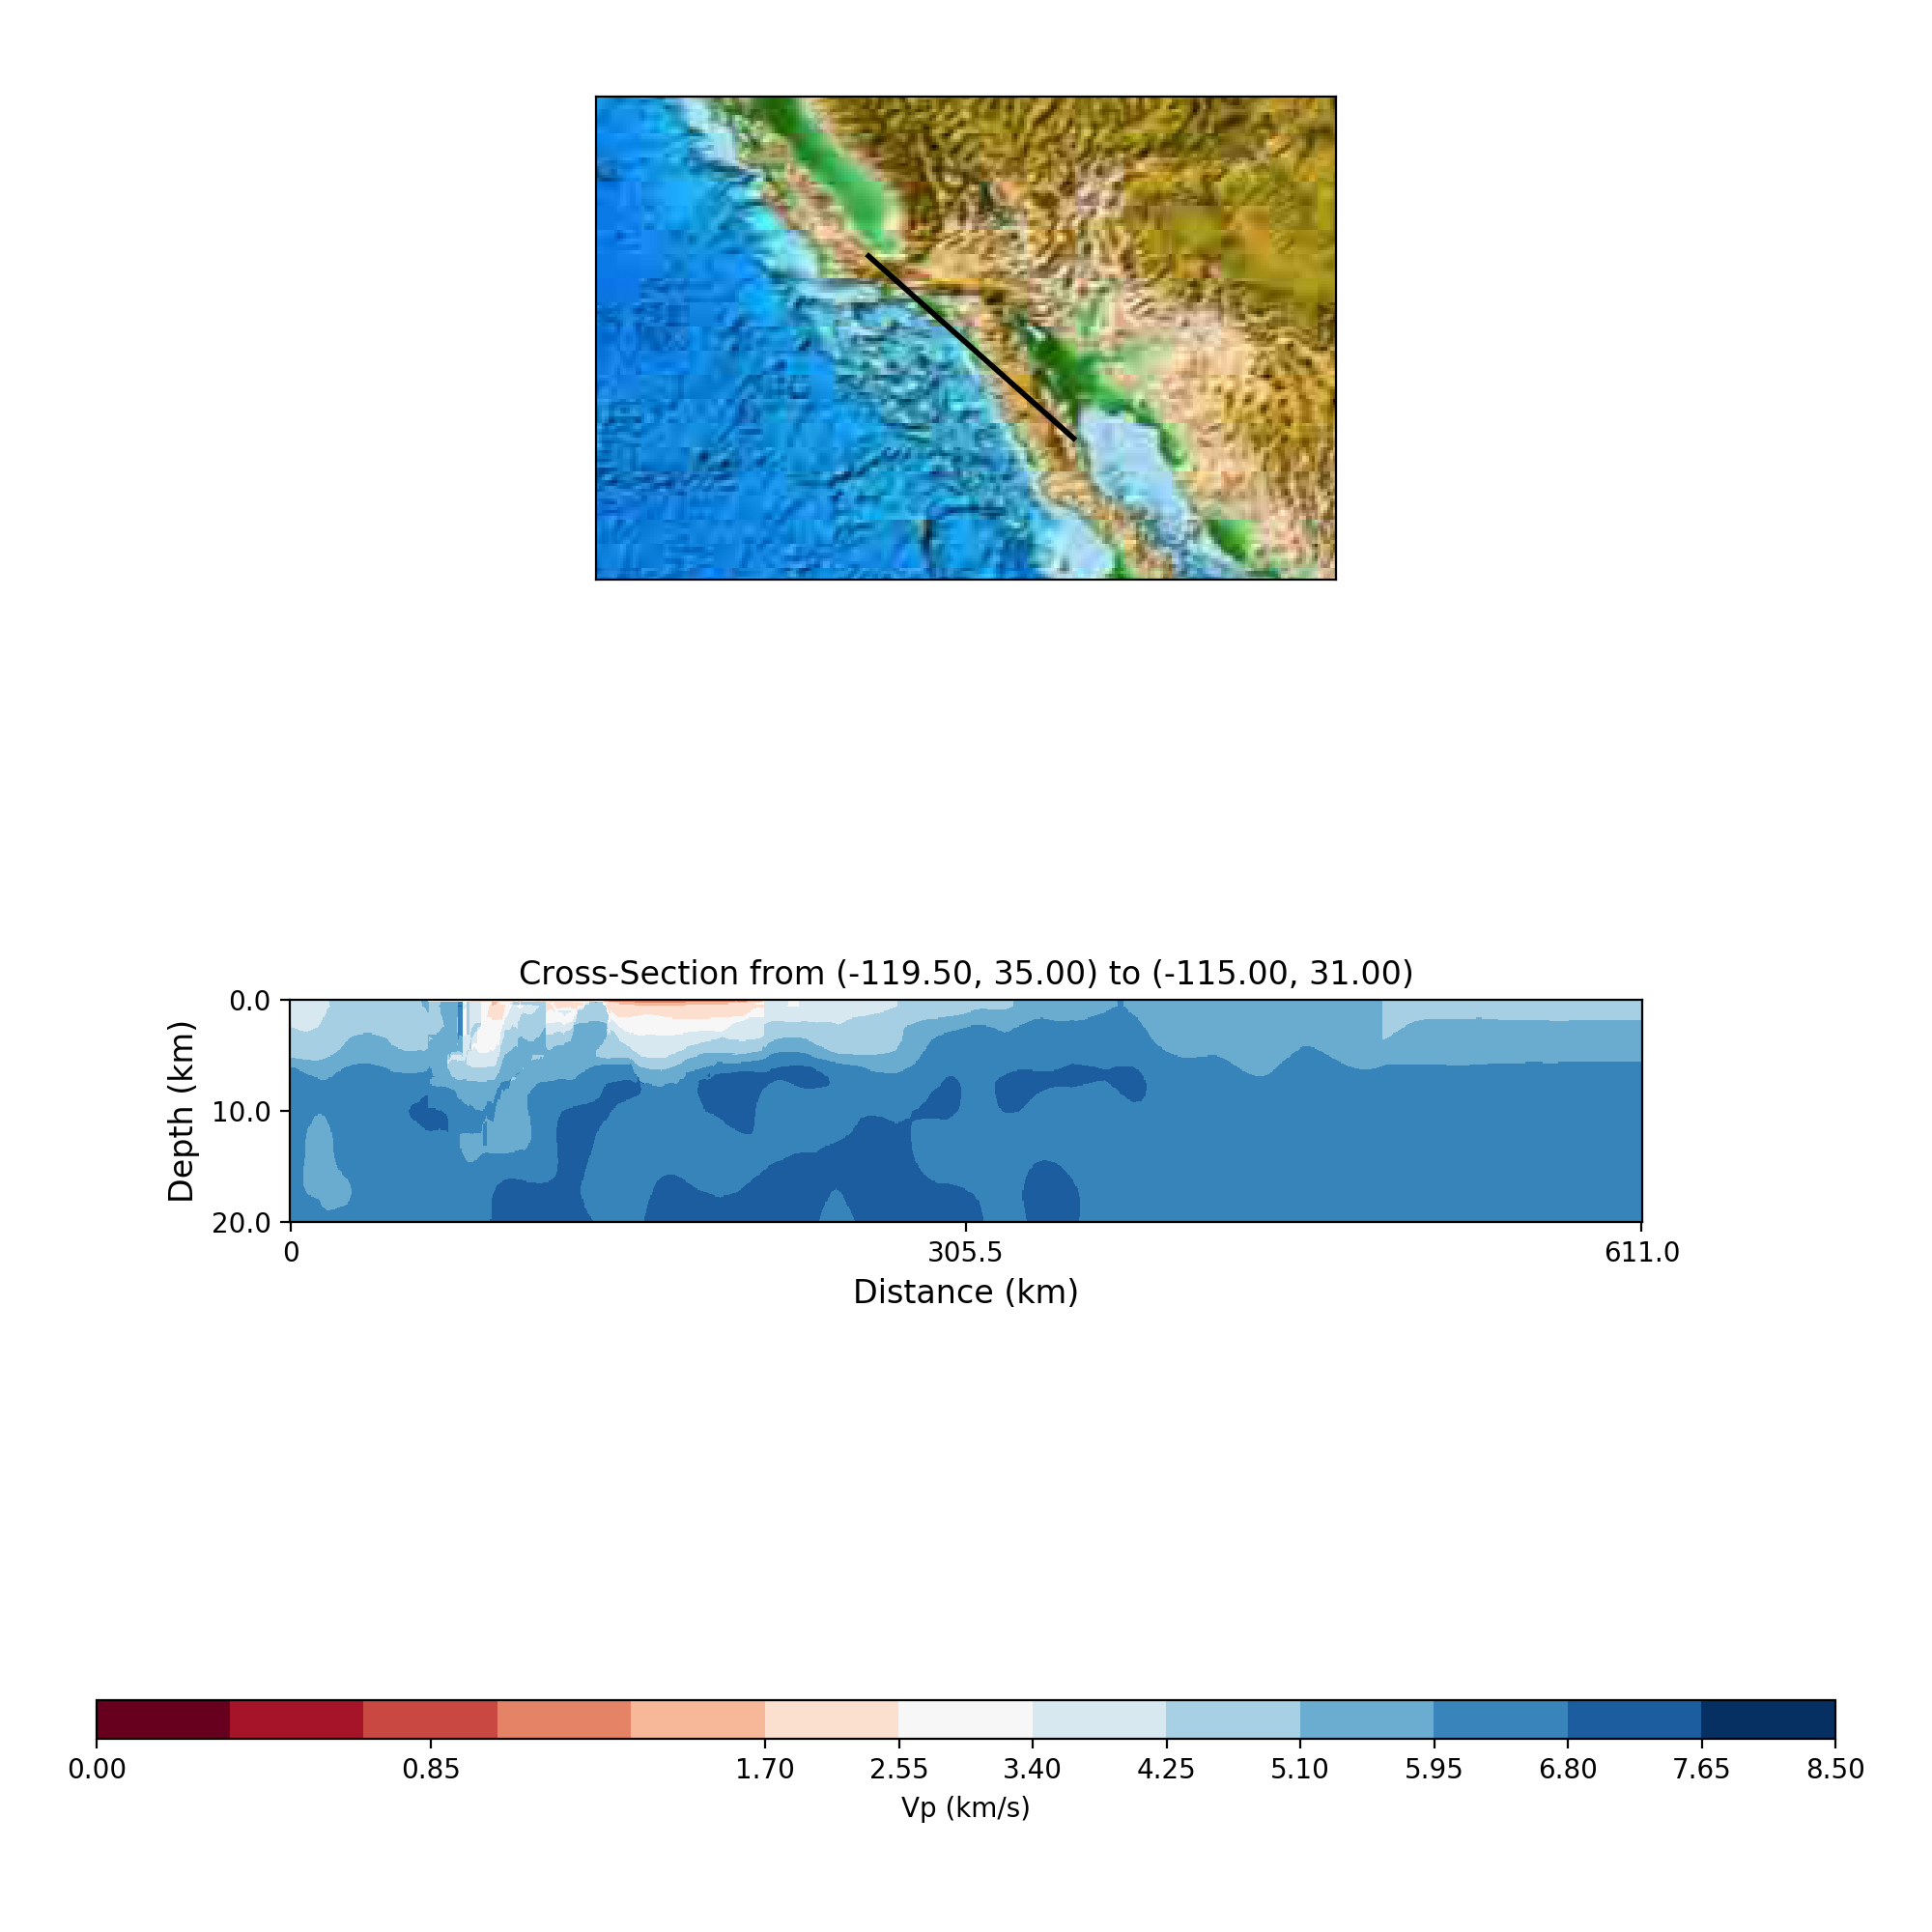 Cross-Section from (-119.50, 35.00) to (-115.00, 31.00)
0.0
10.0
20.0
Depth (km)
0 305.5 611.0
Distance (km)
0.00 0.85 1.70 2.55 3.40 4.25 5.10 5.95 6.80 7.65 8.50
Vp (km/s)